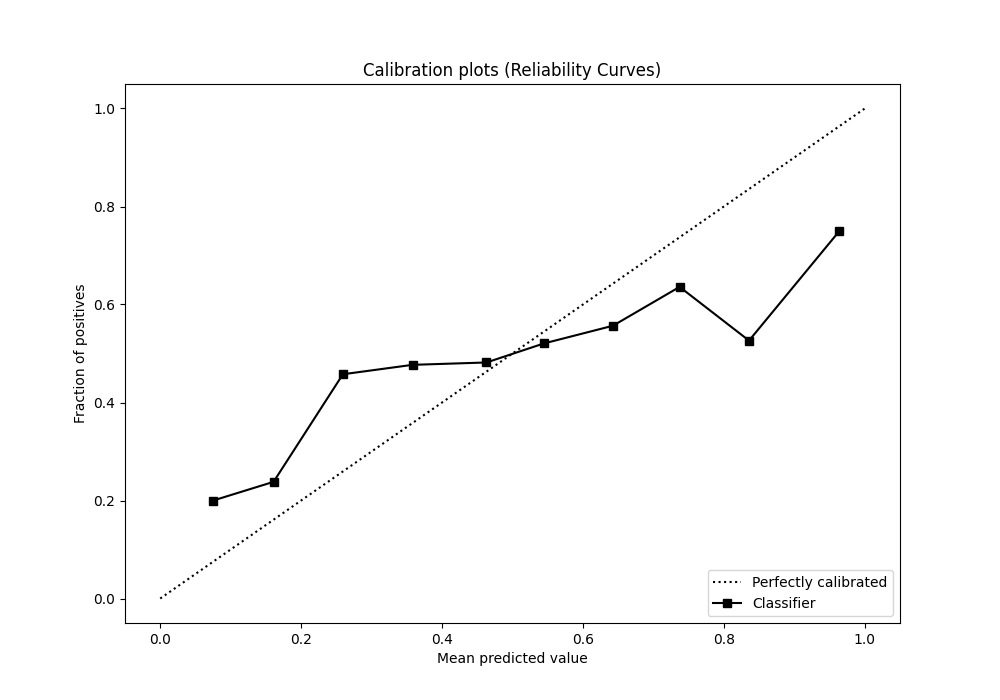 Calibration plots (Reliability Curves)
1.0
0.8
0.6
0.4
0.2
0.0
Fraction of positives
0.0 0.2 0.4 0.6 0.8 1.0
Mean predicted value
Perfectly calibrated
Classifier